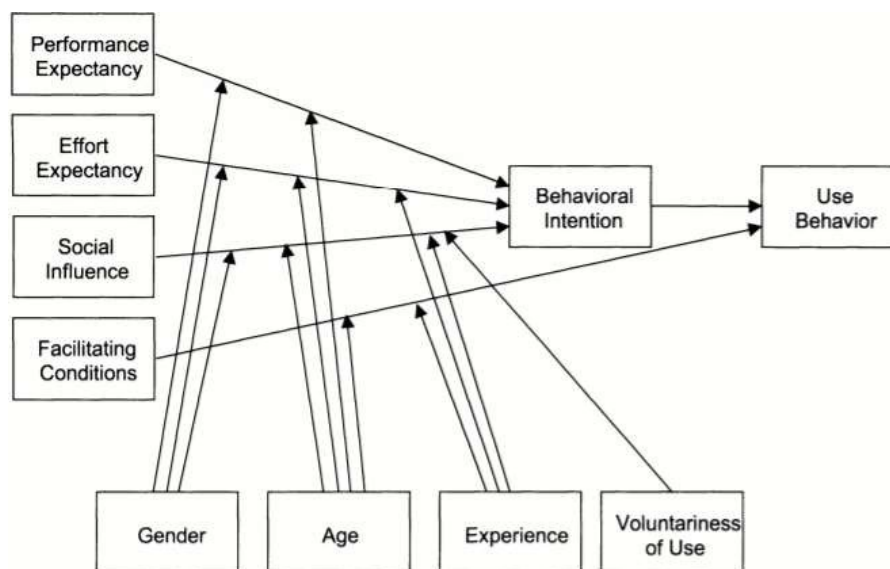 Performance
Expectancy
Effort
Expectancy
Social
Influence
Facilitating
Conditions
Behavioral
Intention
Use
Behavior
Gender
Age
Experience
Voluntariness
of Use